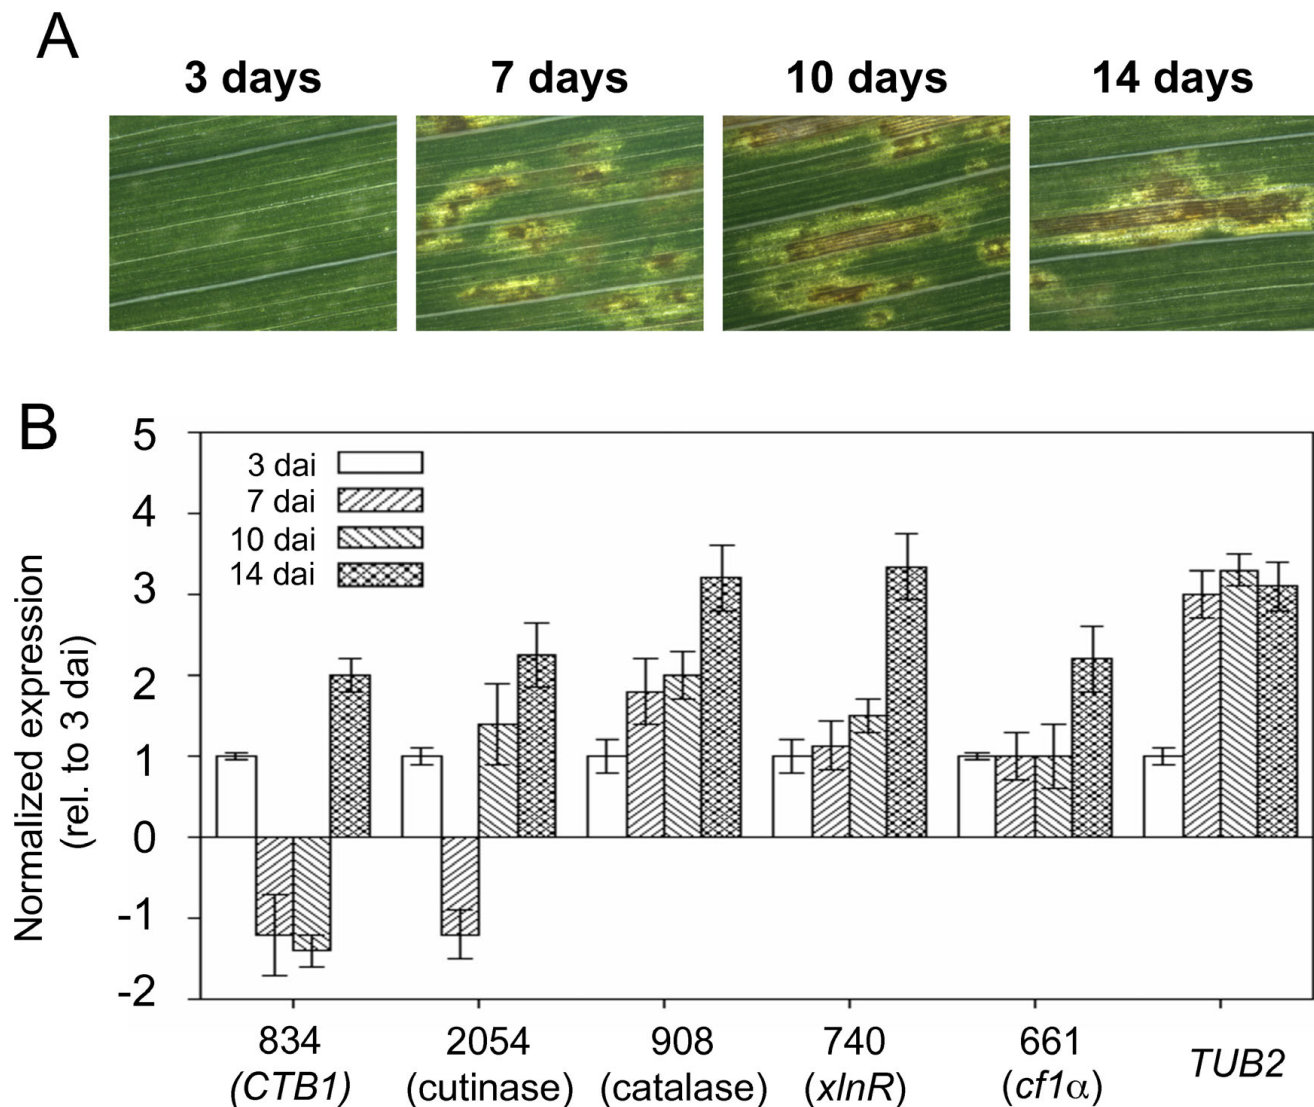 A
3 days 7 days 10 days 14 days
B
Normalized expression
(rel. to 3 dai)
5
4
3
2
1
0
-1
-2
3 dai
7 dai
10 dai
14 dai
834 2054 908 740 661 TUB2
(CTB1) (cutinase) (catalase) (xlnR) (cf1α)